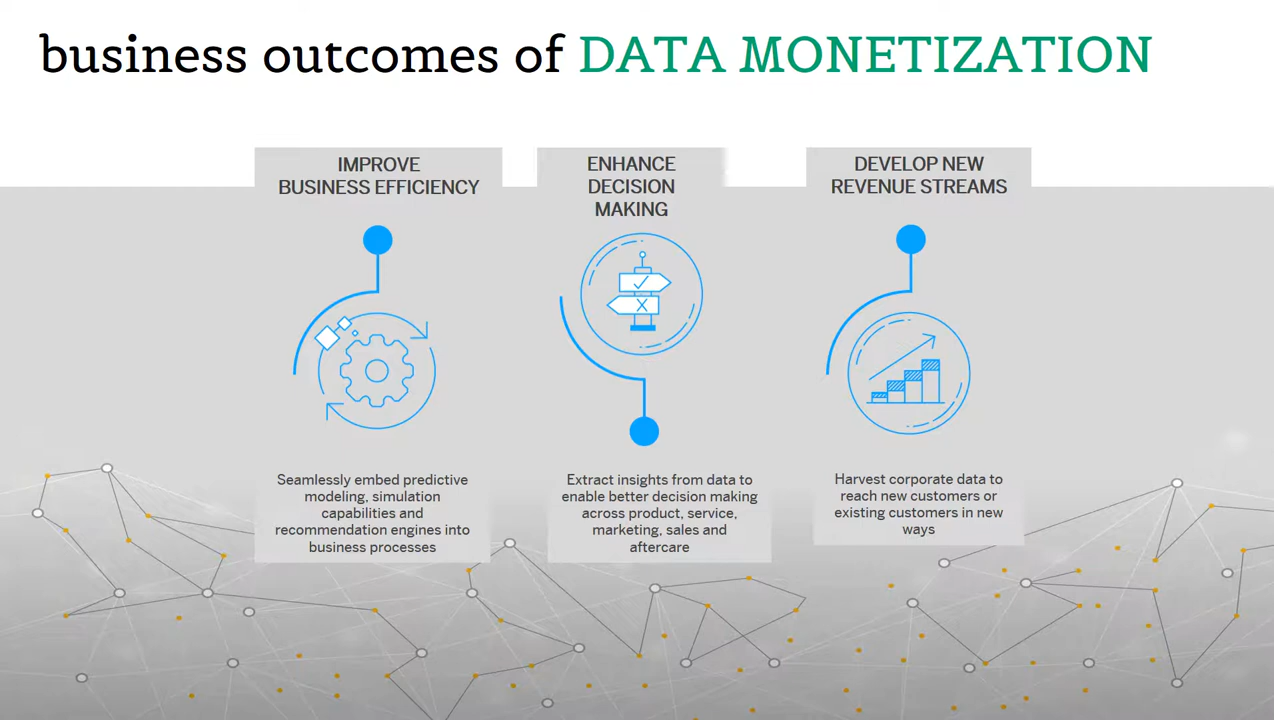 business outcomes of DATA MONETIZATION
IMPROVE
BUSINESS EFFICIENCY
Seamlessly embed predictive
modeling, simulation
capabilities and
recommendation engines into
business processes
ENHANCE
DECISION
MAKING
Extract insights from data to
enable better decision making
across product, service,
marketing, sales and
aftercare
DEVELOP NEW
REVENUE STREAMS
Harvest corporate data to
reach new customers or
existing customers in new
ways